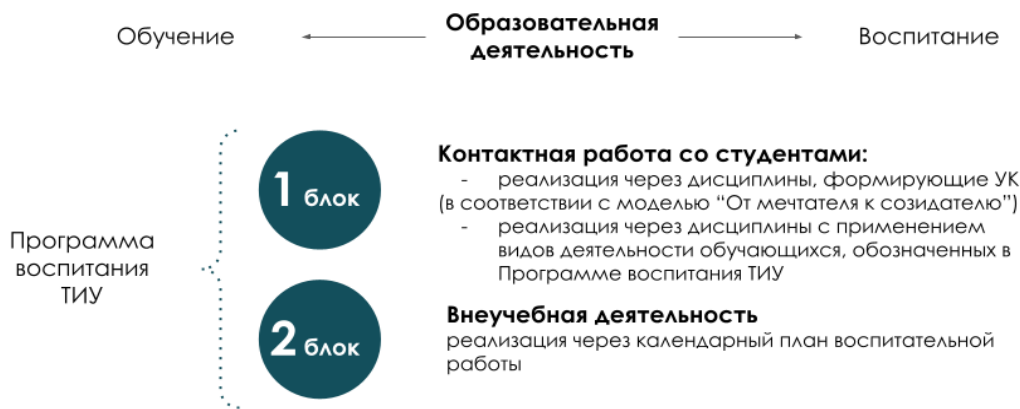 Обучение
Образовательная
деятельность
Воспитание
Программа
воспитания
ТИУ
1 блок
Контактная работа со студентами:
- реализация через дисциплины, формирующие УК
(в соответствии с моделью “От мечтателя к созидателю”)
- реализация через дисциплины с применением
видов деятельности обучающихся, обозначенных в
Программе воспитания ТИУ
2 блок
Внеучебная деятельность
реализация через календарный план воспитательной
работы